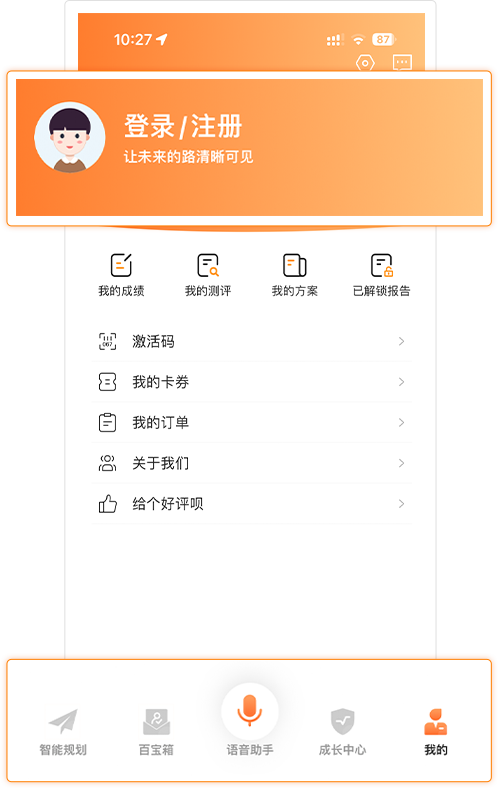 10:27
87
登录/注册
让未来的路清晰可见
我的成绩 我的测评 我的方案 已解锁报告
激活码
我的卡券
我的订单
关于我们
给个好评呗
智能规划 百宝箱 语音助手 成长中心 我的